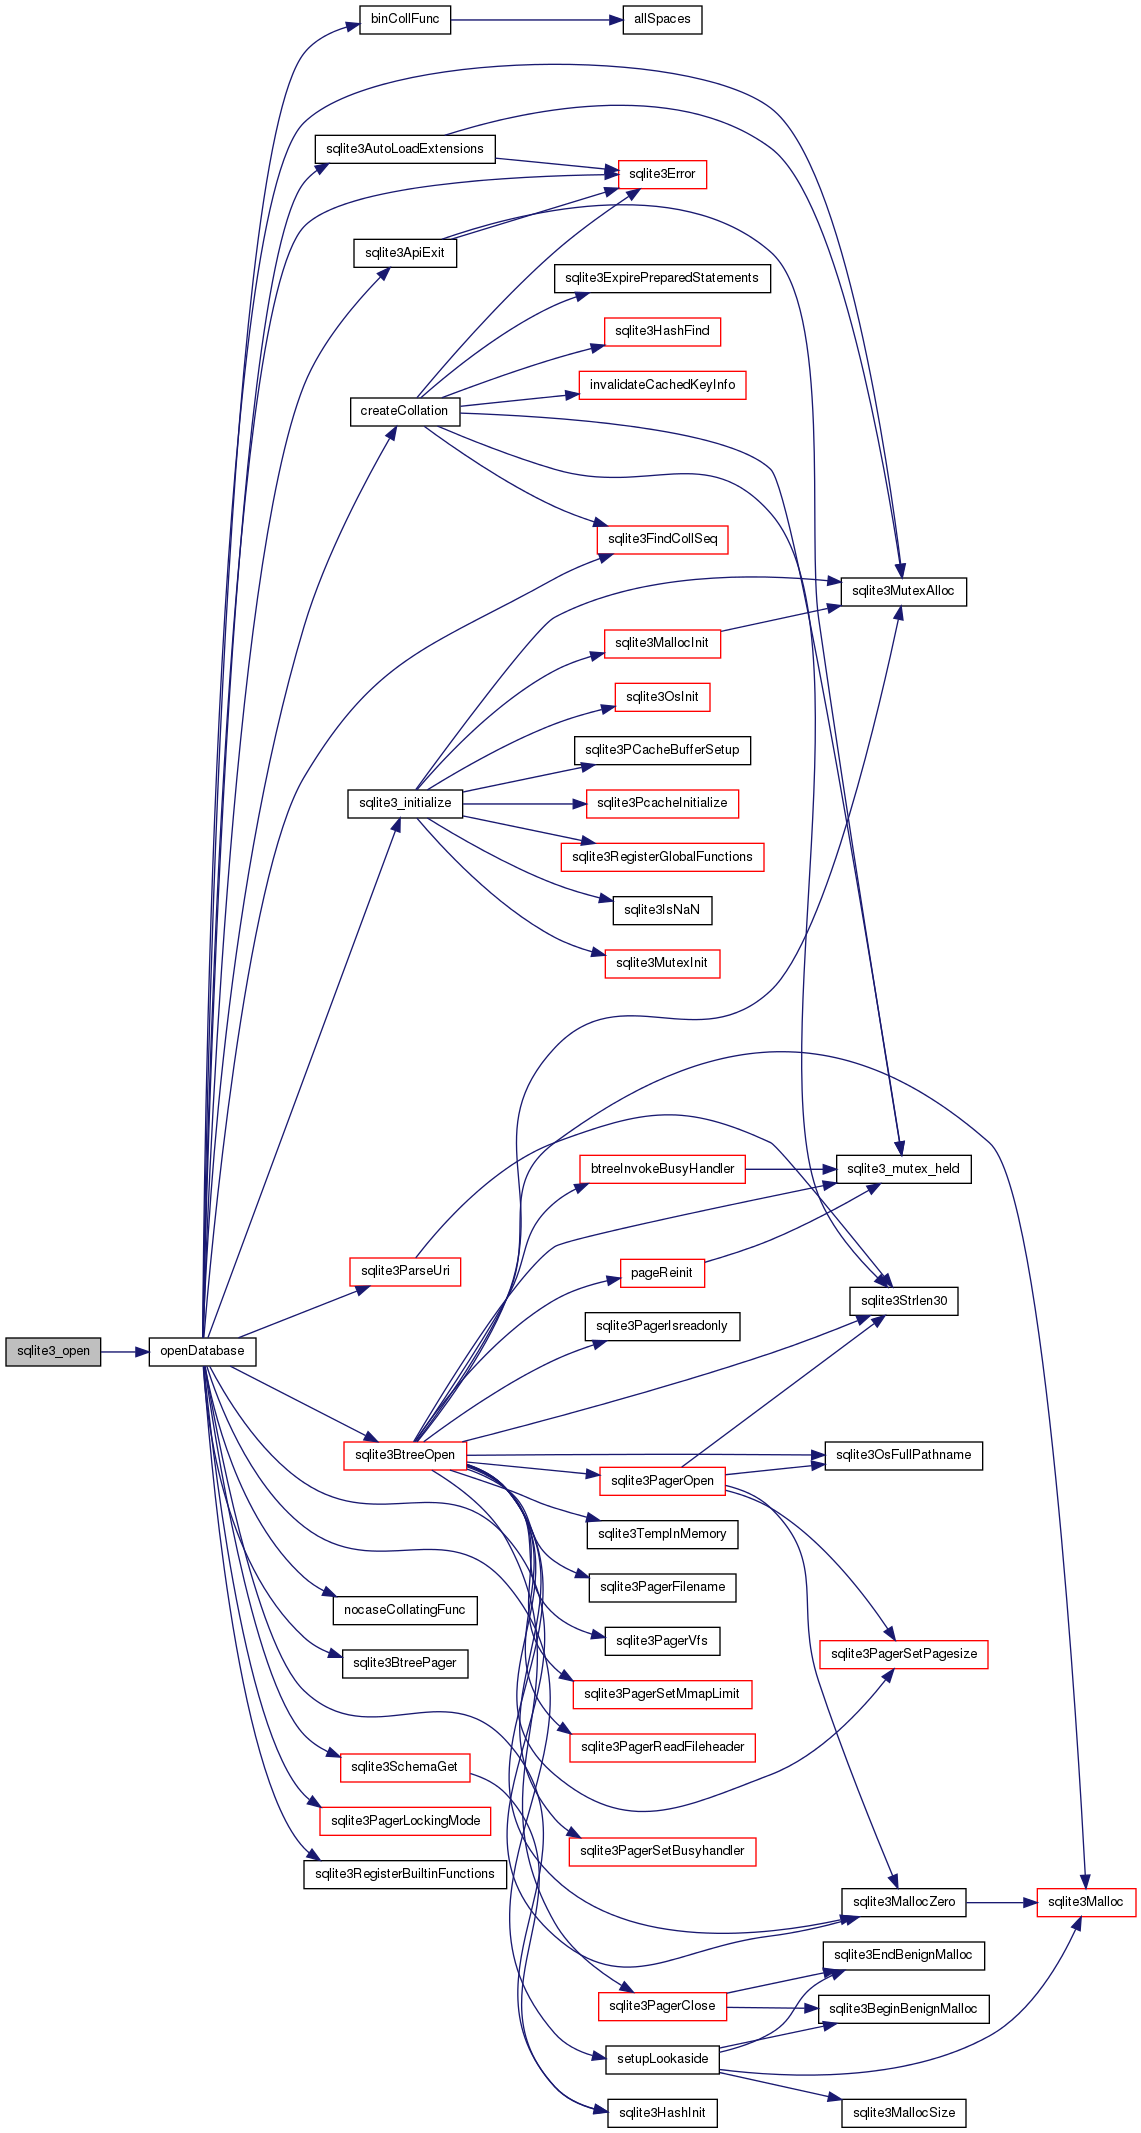 binCollFunc
allSpaces
sqlite3AutoLoadExtensions
sqlite3Error
sqlite3ApiExit
sqlite3ExpirePreparedStatements
sqlite3HashFind
invalidateCachedKeyInfo
createCollation
sqlite3FindCollSeq
sqlite3MutexAlloc
sqlite3MallocInit
sqlite3OsInit
sqlite3PCacheBufferSetup
sqlite3_initialize
sqlite3PcacheInitialize
sqlite3RegisterGlobalFunctions
sqlite3IsNaN
sqlite3MutexInit
btreeInvokeBusyHandler
sqlite3_mutex_held
sqlite3ParseUri
pageReinit
sqlite3Strlen30
sqlite3PagerIsreadonly
sqlite3_open
openDatabase
sqlite3BtreeOpen
sqlite3OsFullPathname
sqlite3PagerOpen
sqlite3TempInMemory
sqlite3PagerFilename
nocaseCollatingFunc
sqlite3PagerVfs
sqlite3PagerSetPagesize
sqlite3BtreePager
sqlite3PagerSetMmapLimit
sqlite3PagerReadFileheader
sqlite3SchemaGet
sqlite3PagerLockingMode
sqlite3PagerSetBusyhandler
sqlite3RegisterBuiltinFunctions
sqlite3MallocZero
sqlite3Malloc
sqlite3EndBenignMalloc
sqlite3PagerClose
sqlite3BeginBenignMalloc
setupLookaside
sqlite3HashInit
sqlite3MallocSize